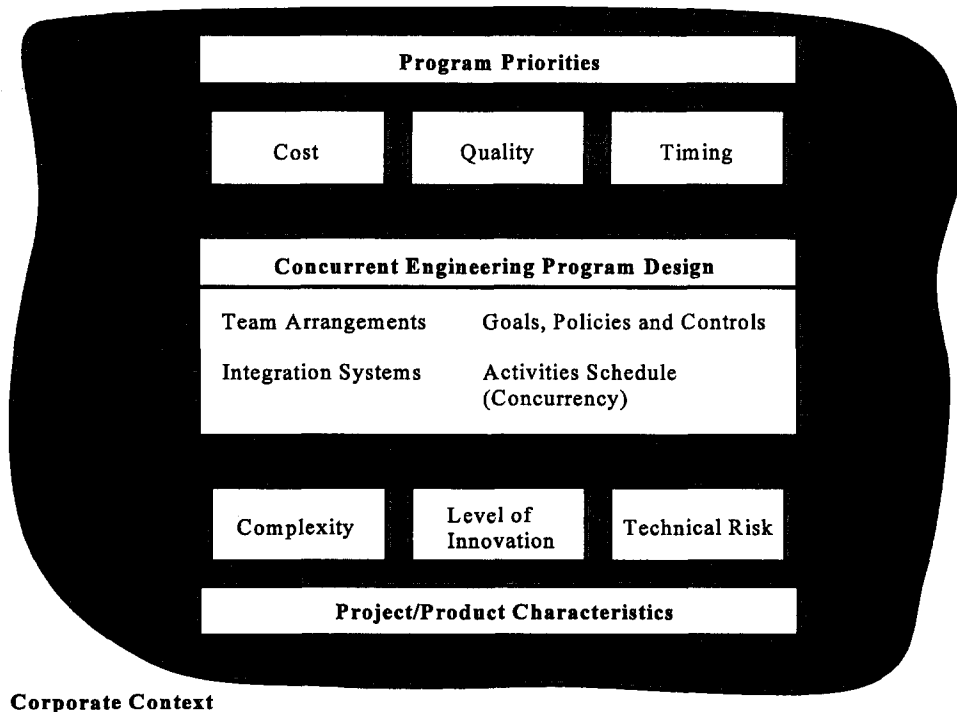 Program Priorities
Cost
Quality
Timing
Concurrent Engineering Program Design
Team Arrangements
Goals, Policies and Controls
Integration Systems
Activities Schedule
(Concurrency)
Complexity
Level of
Innovation
Technical Risk
Project/Product Characteristics
Corporate Context